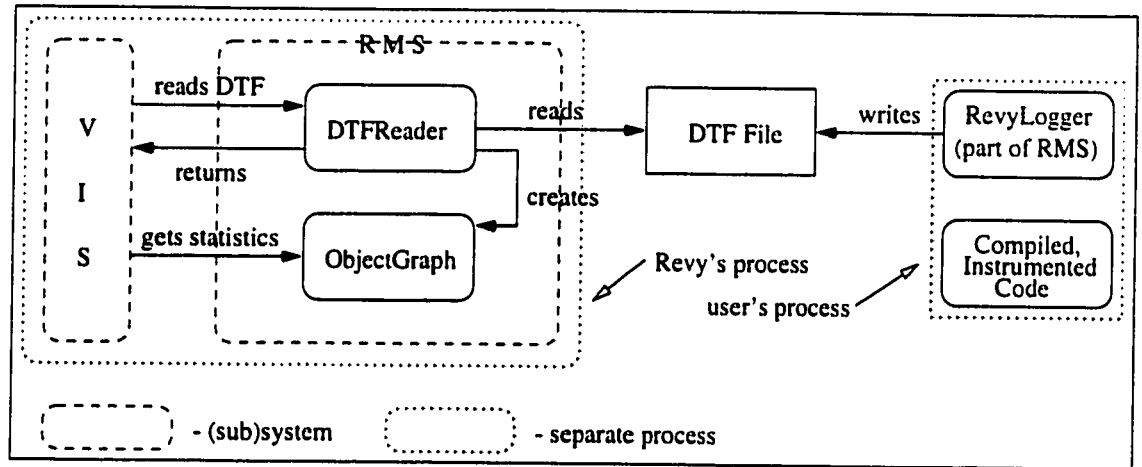 R M S
V
I
S
reads DTF
DTFReader
returns
creates
gets statistics
ObjectGraph
reads
DTF File
writes
RevyLogger
(part of RMS)
Compiled,
Instrumented
Code
Revy's process
user's process
- (sub)system
- separate process